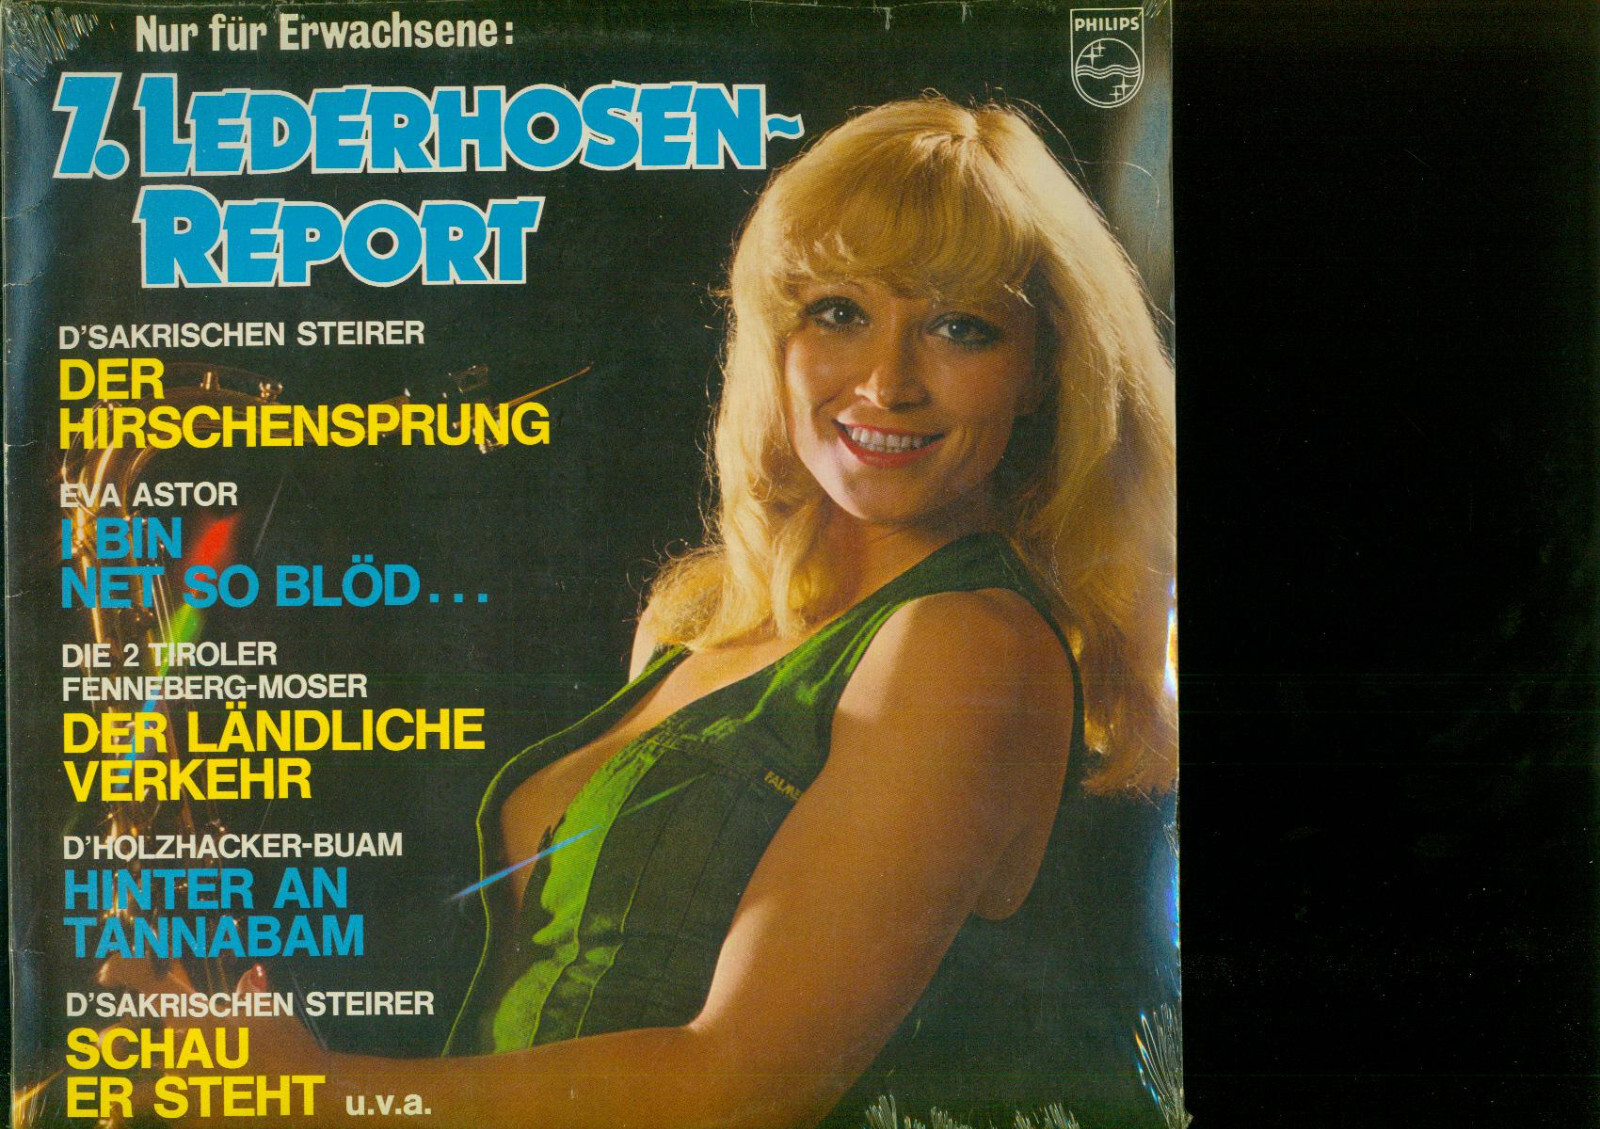 Nur für Erwachsene:
PHILIPS
7. LEDERHOSEN-
REPORT
D'SAKRISCHEN STEIRER
DER
HIRSCHENSPRUNG
EVA ASTOR
I BIN
NET SO BLÖD...
DIE 2 TIROLER
FENNEBERG-MOSER
DER LÄNDLICHE
VERKEHR
D'HOLZHACKER-BUAM
HINTER AN
TANNABAM
D'SAKRISCHEN STEIRER
SCHAU
ER STEHT u.v.a.